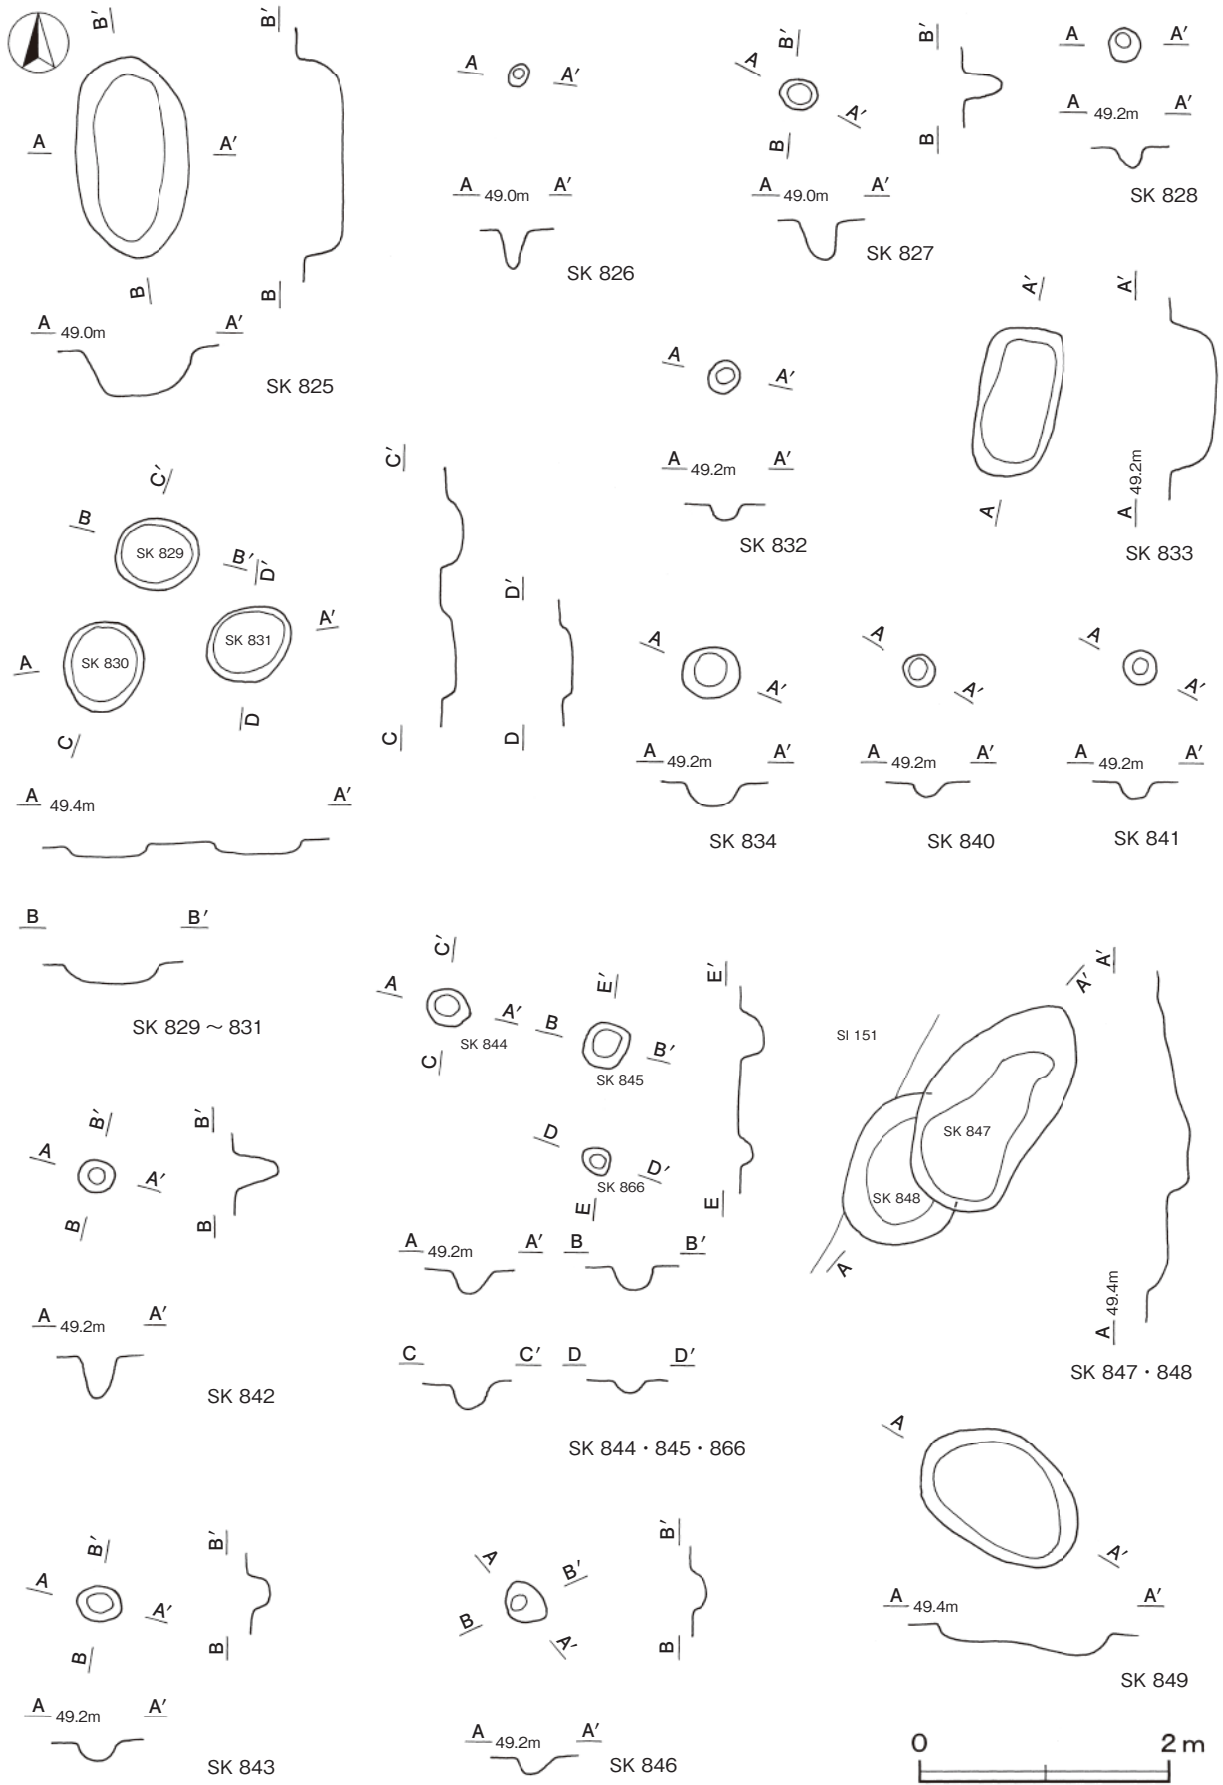 B′
B′
A
A′
B
B
A 49.0m A′
SK 825
A
A′
A 49.0m A′
SK 826
B′
A
A′
B
B′
B
A 49.0m A′
SK 827
A
A′
A 49.2m A′
SK 828
A
A′
A 49.2m A′
SK 832
A′
A
A′
A 49.2m
SK 833
C′
B
SK 829
B′
D′
SK 831
A′
A
SK 830
D
C
C′
C
D′
D
A 49.4m A′
B B′
SK 829 ～ 831
A
A′
A 49.2m A′
SK 834
A
A′
A 49.2m A′
SK 840
A
A′
A 49.2m A′
SK 841
B′
A
A′
B
B′
B
A 49.2m A′
SK 842
C′
A
A′
SK 844
C
E′
B
B′
SK 845
D
D′
SK 866
E
E′
E
A 49.2m A′
B B′
C C′
D D′
SK 844・845・866
SI 151
A′
SK 847
SK 848
A
A′
A 49.4m
SK 847・848
A
A′
A 49.4m A′
SK 849
B′
A
A′
B
B′
B
A 49.2m A′
SK 843
A
B′
B
A′
B′
B
A 49.2m A′
SK 846
0 2 m